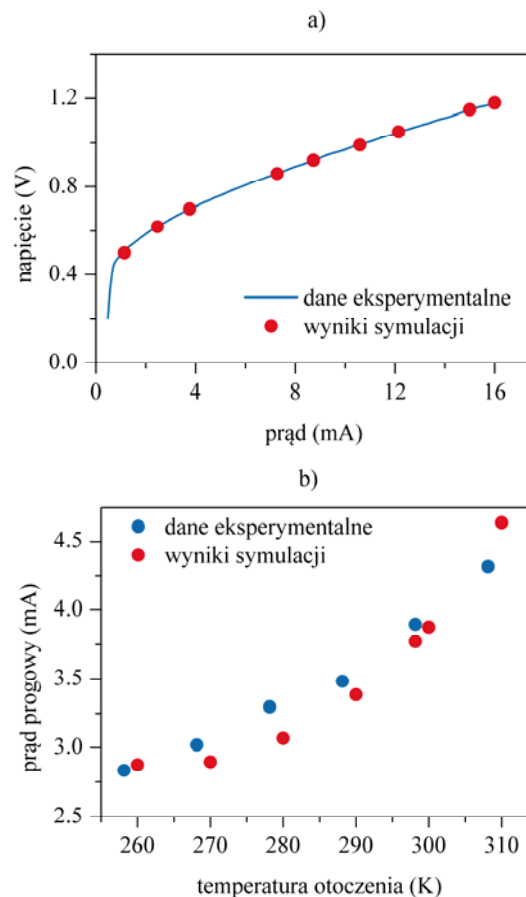 a)
napięcie (V)
1.2
0.8
0.4
0.0
dane eksperymentalne
wyniki symulacji
0 4 8 12 16
prąd (mA)
b)
prąd progowy (mA)
4.5
4.0
3.5
3.0
2.5
dane eksperymentalne
wyniki symulacji
260 270 280 290 300 310
temperatura otoczenia (K)